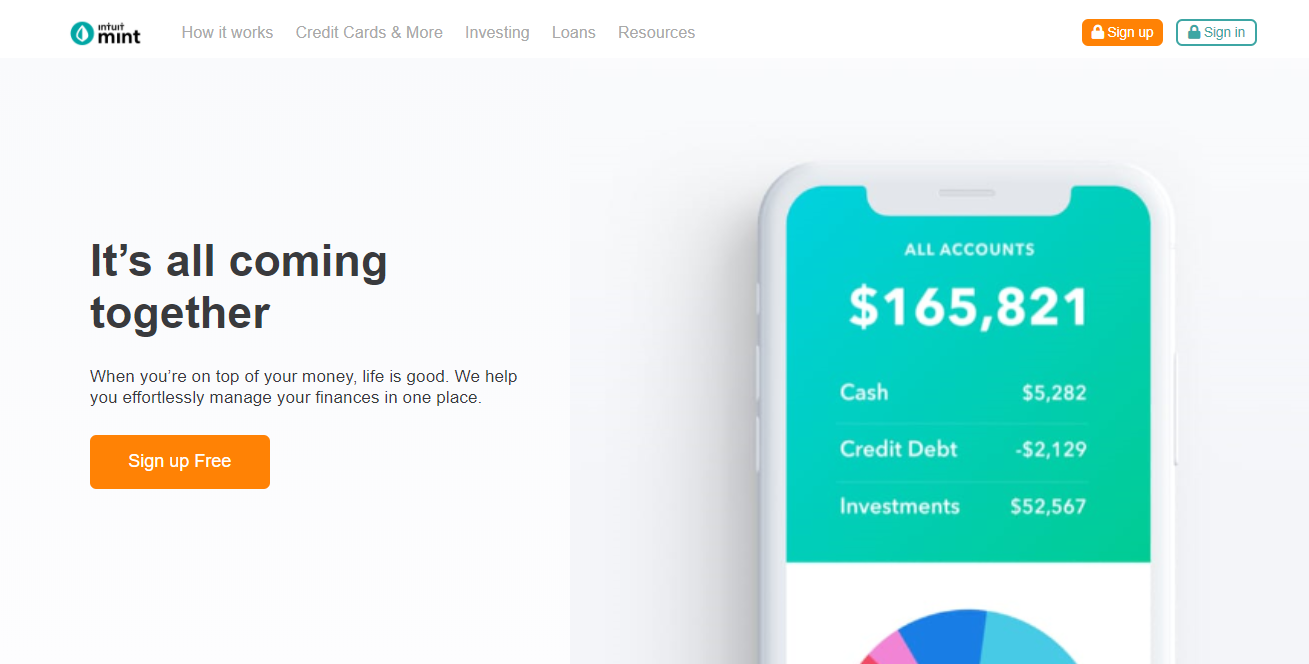 intuit
mint
How it works
Credit Cards & More
Investing
Loans
Resources
Sign up
Sign in
It’s all coming
together
When you’re on top of your money, life is good. We help
you effortlessly manage your finances in one place.
Sign up Free
ALL ACCOUNTS
$165,821
Cash $5,282
Credit Debt -$2,129
Investments $52,567